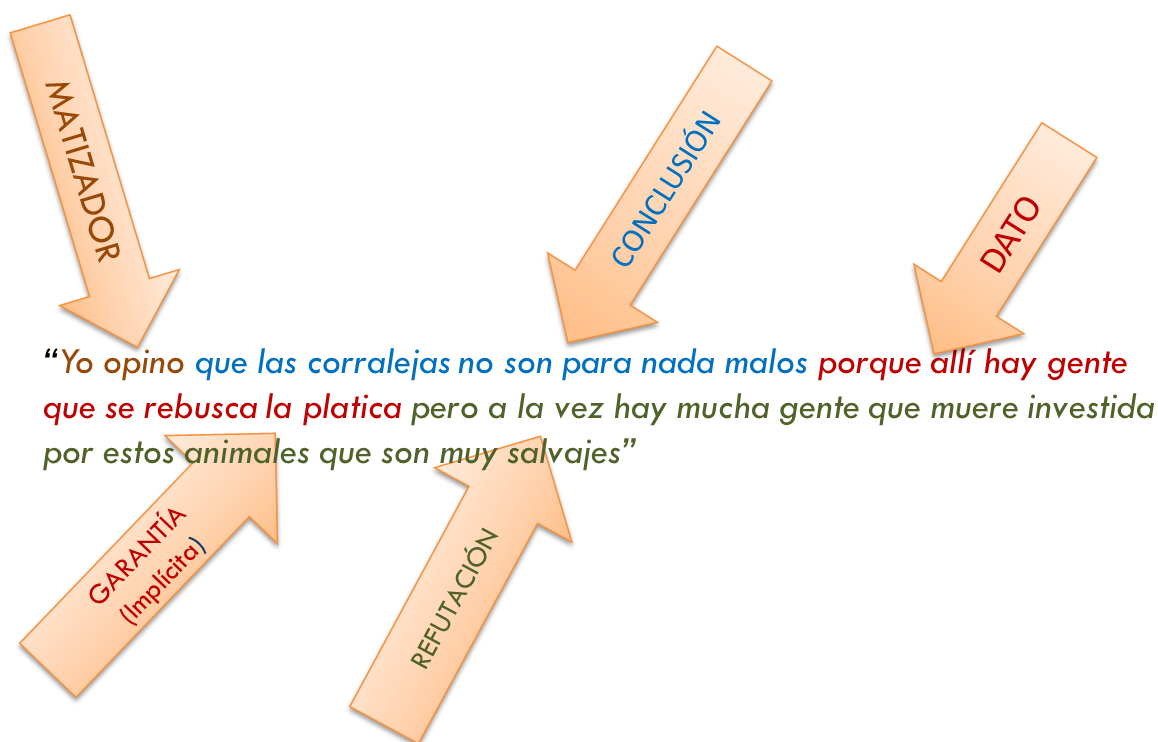 MATIZADOR
CONCLUSIÓN
DATO
“Yo opino que las corralejas no son para nada malos porque allí hay gente
que se rebusca la platica pero a la vez hay mucha gente que muere investida
por estos animales que son muy salvajes”
GARANTÍA
(Implícita)
REFUTACIÓN